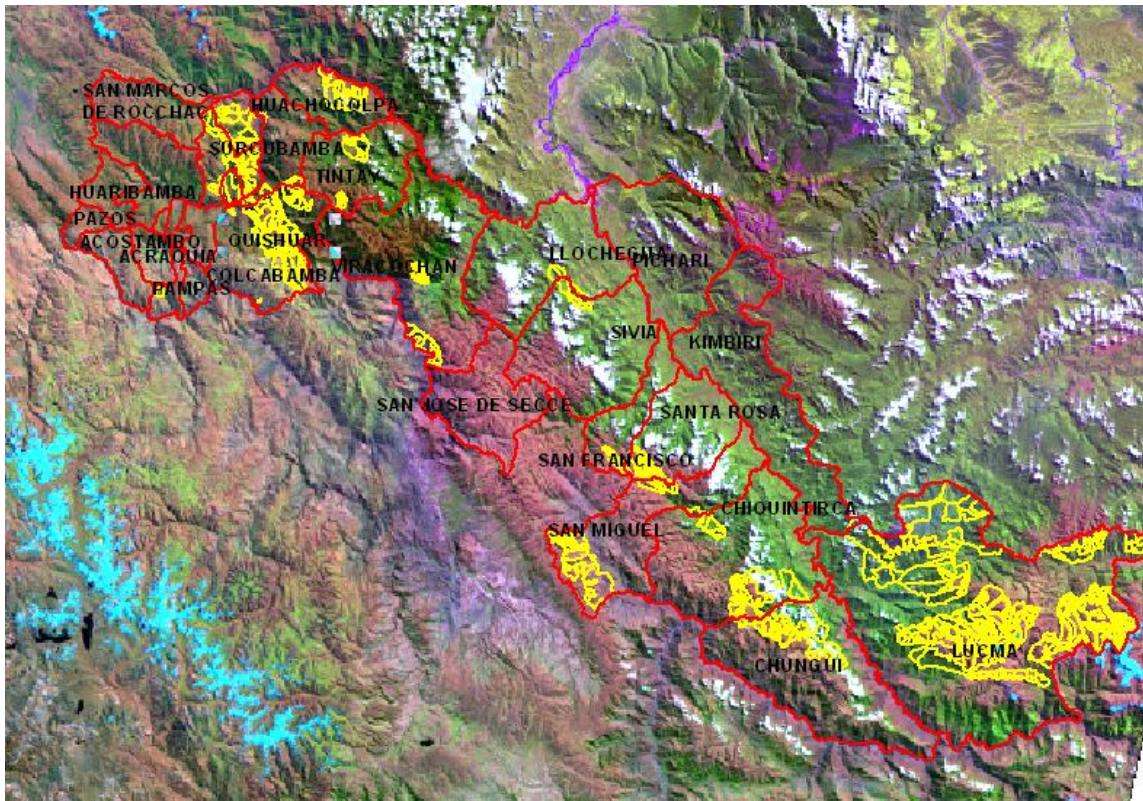 SAN MARCOS
DE ROCCHAC
HUACHOCOLPA
SURCUBAMBA
TINTAY
HUARIBAMBA
PAZOS
ACOSTAMBO
QUISHUAR
ACRAQUIA
COLCABAMBA
VIRACOCHAN
PAMPAS
LLOCHEGUA
PICHARI
SIVIA
KIMBIRI
SAN JOSE DE SECCE
SANTA ROSA
SAN FRANCISCO
CHIQUINTIRCA
SAN MIGUEL
LUCMA
CHUNGUI